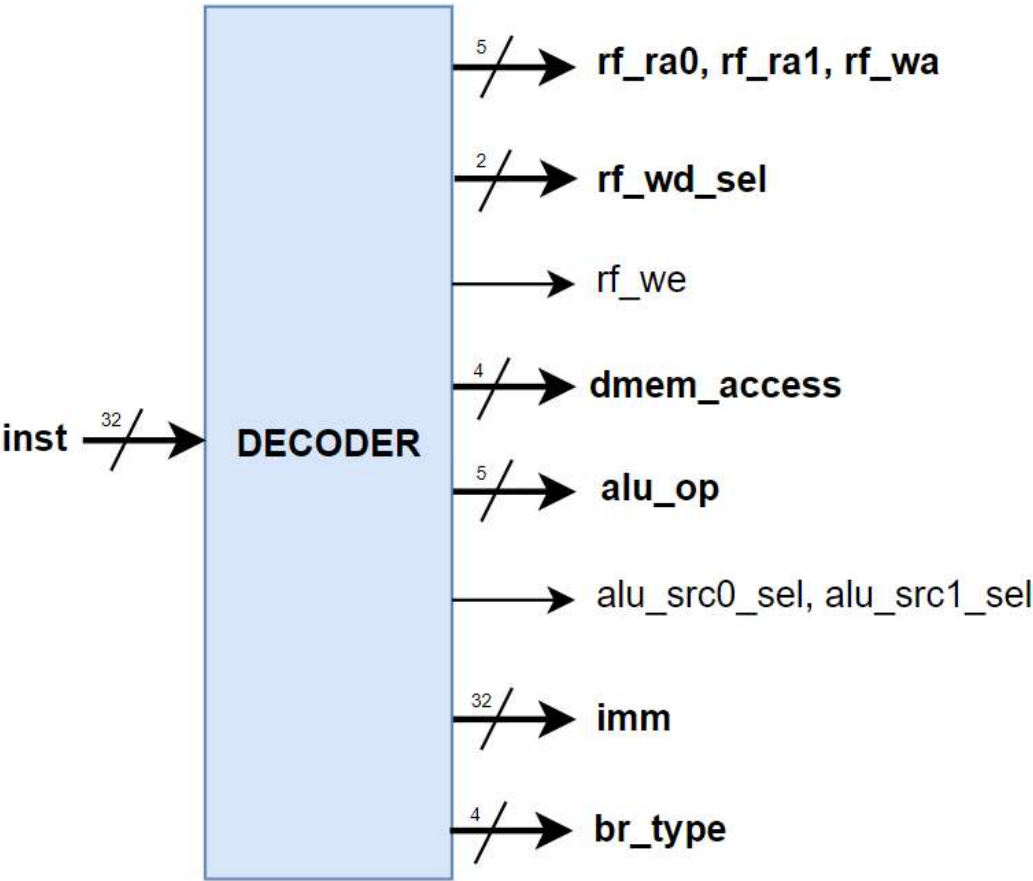 5
rf_ra0, rf_ra1, rf_wa
2
rf_wd_sel
rf_we
4
dmem_access
32
inst
DECODER
5
alu_op
alu_src0_sel, alu_src1_sel
32
imm
4
br_type